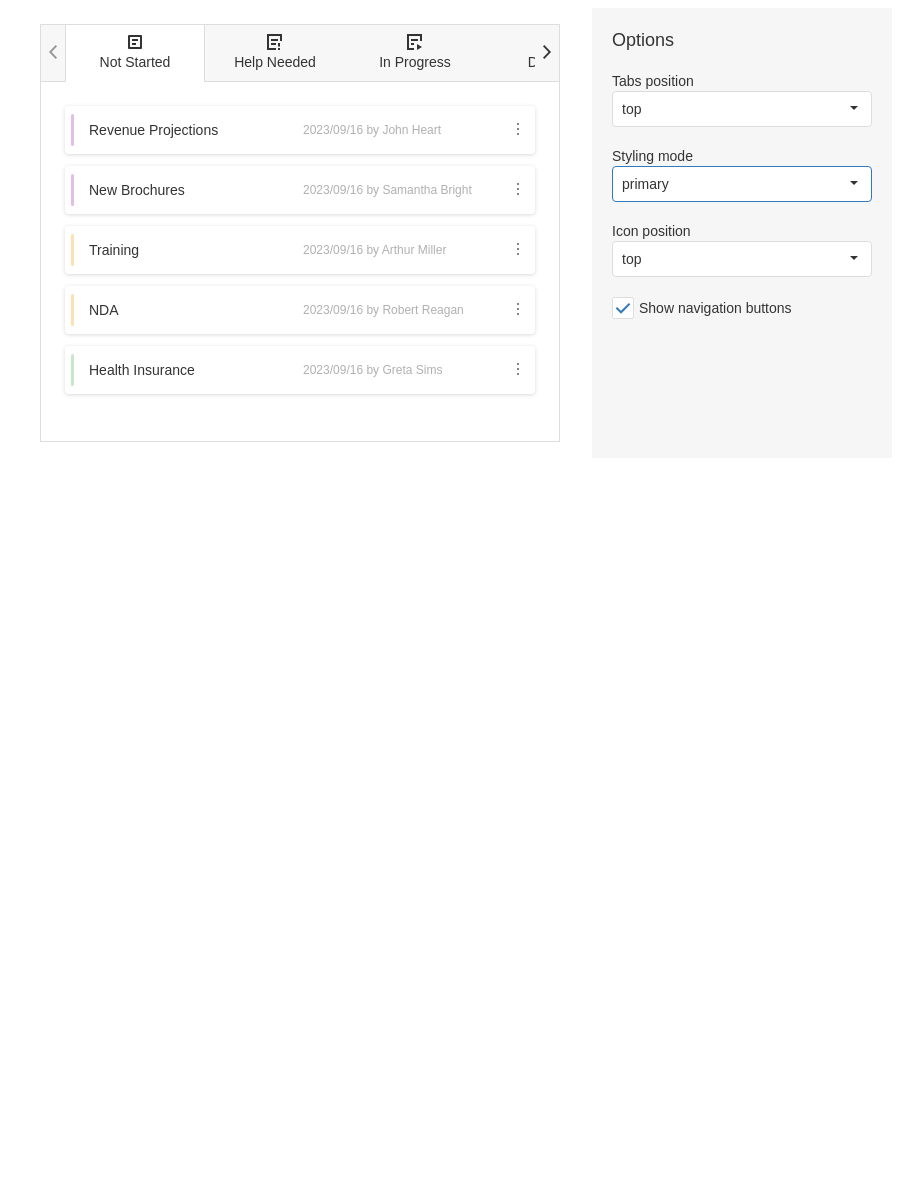 Not Started
Help Needed
In Progress
Revenue Projections
2023/09/16 by John Heart
New Brochures
2023/09/16 by Samantha Bright
Training
2023/09/16 by Arthur Miller
NDA
2023/09/16 by Robert Reagan
Health Insurance
2023/09/16 by Greta Sims
Options
Tabs position
top
Styling mode
primary
Icon position
top
Show navigation buttons